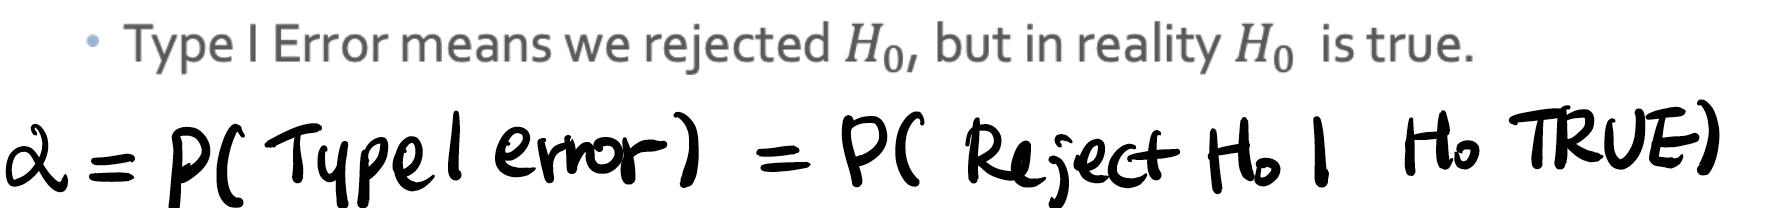 • Type I Error means we rejected H₀, but in reality H₀ is true.
α = P( Type I error) = P( Reject H₀ | H₀ TRUE)